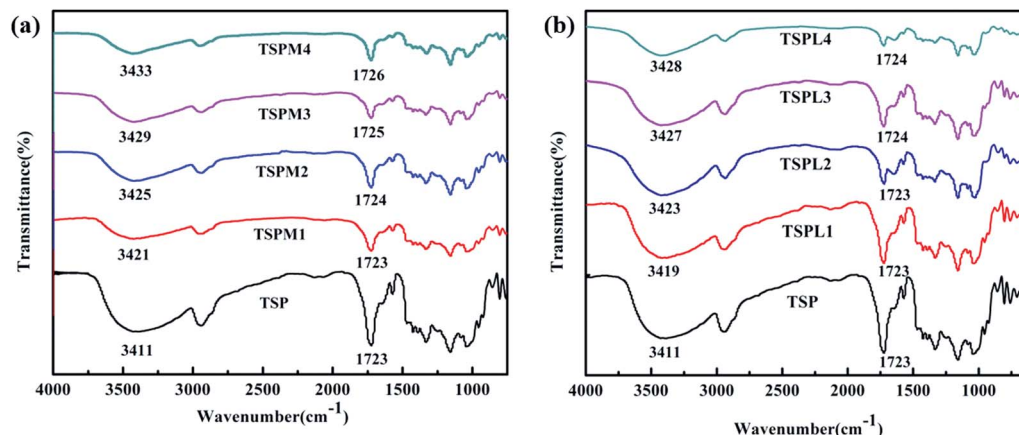 (a)
TSPM4
3433
1726
TSPM3
3429
1725
TSPM2
3425
1724
TSPM1
3421
1723
TSP
3411
1723
Transmittance(%)
4000 3500 3000 2500 2000 1500 1000
Wavenumber(cm-1)
(b)
TSPL4
3428
1724
TSPL3
3427
1724
TSPL2
3423
1723
TSPL1
3419
1723
TSP
3411
1723
Transmittance(%)
4000 3500 3000 2500 2000 1500 1000
Wavenumber(cm-1)